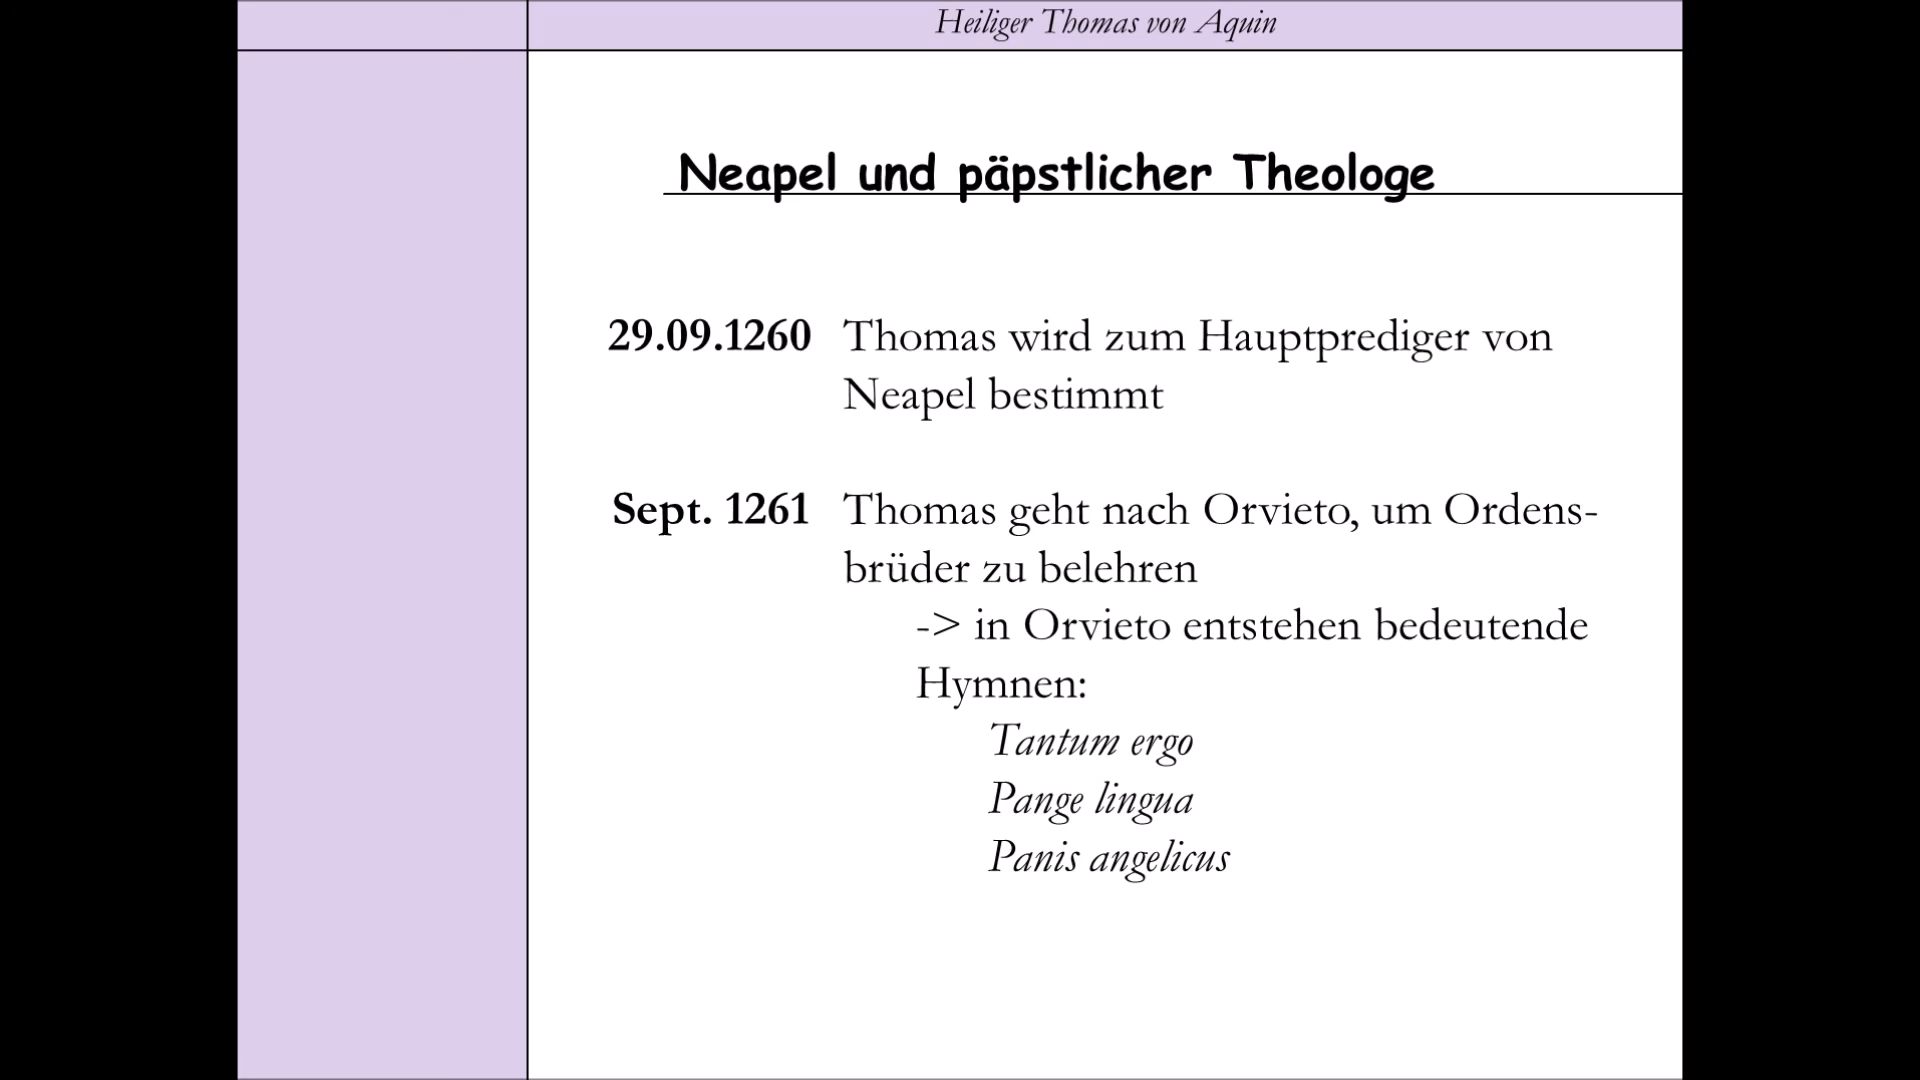 Heiliger Thomas von Aquin
Neapel und päpstlicher Theologe
29.09.1260 Thomas wird zum Hauptprediger von
Neapel bestimmt
Sept. 1261 Thomas geht nach Orvieto, um Ordens-
brüder zu belehren
-> in Orvieto entstehen bedeutende
Hymnen:
Tantum ergo
Pange lingua
Panis angelicus